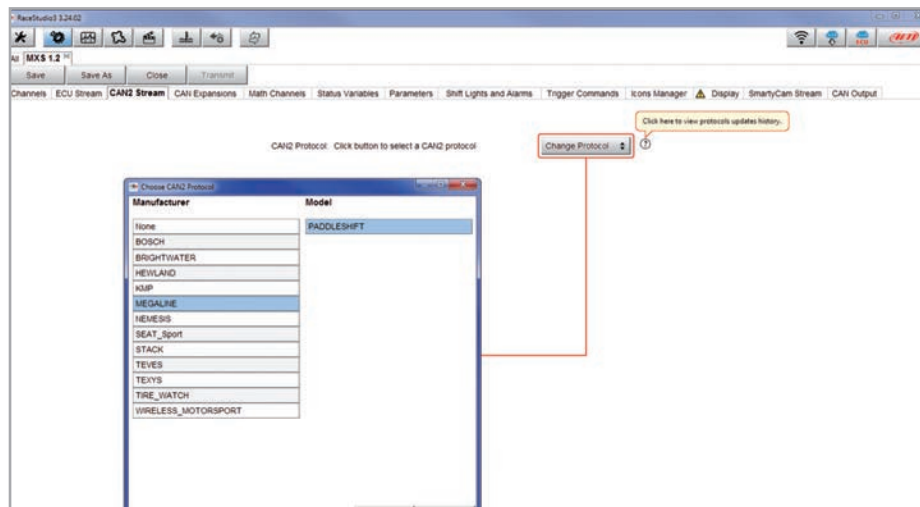 RaceStudio3 3.24.02
All MXS 1.2
Save Save As Close Transmit
Channels ECU Stream CAN2 Stream CAN Expansions Math Channels Status Variables Parameters Shift Lights and Alarms Trigger Commands Icons Manager Display SmartyCam Stream CAN Output
Click here to view protocols updates history.
CAN2 Protocol: Click button to select a CAN2 protocol Change Protocol ?
Choose CAN2 Protocol
Manufacturer Model
None PADDLESHIFT
BOSCH
BRIGHTWATER
HEWLAND
KMP
MEGALINE
NEMESIS
SEAT_Sport
STACK
TEVES
TEXYS
TIRE_WATCH
WIRELESS_MOTORSPORT